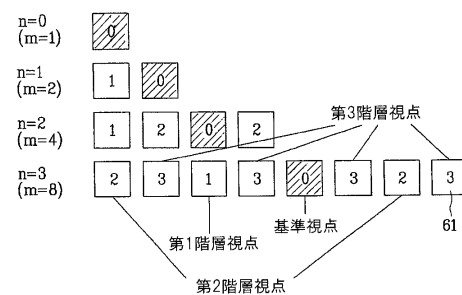 n=0
(m=1) 0
n=1
(m=2) 1 0
n=2
(m=4) 1 2 0 2
第3階層視点
n=3
(m=8) 2 3 1 3 0 3 2 3
61
第1階層視点 基準視点
第2階層視点